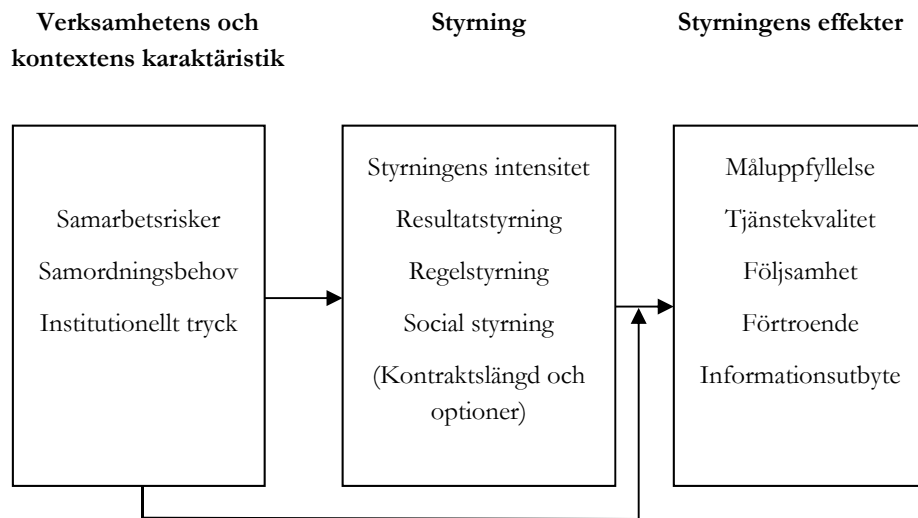 Verksamhetens och
kontextens karaktäristik
Styrning
Styrningens effekter
Samarbetsrisker
Samordningsbehov
Institutionellt tryck
Styrningens intensitet
Resultatstyrning
Regelstyrning
Social styrning
(Kontraktslängd och
optioner)
Måluppfyllelse
Tjänstekvalitet
Följsamhet
Förtroende
Informationsutbyte